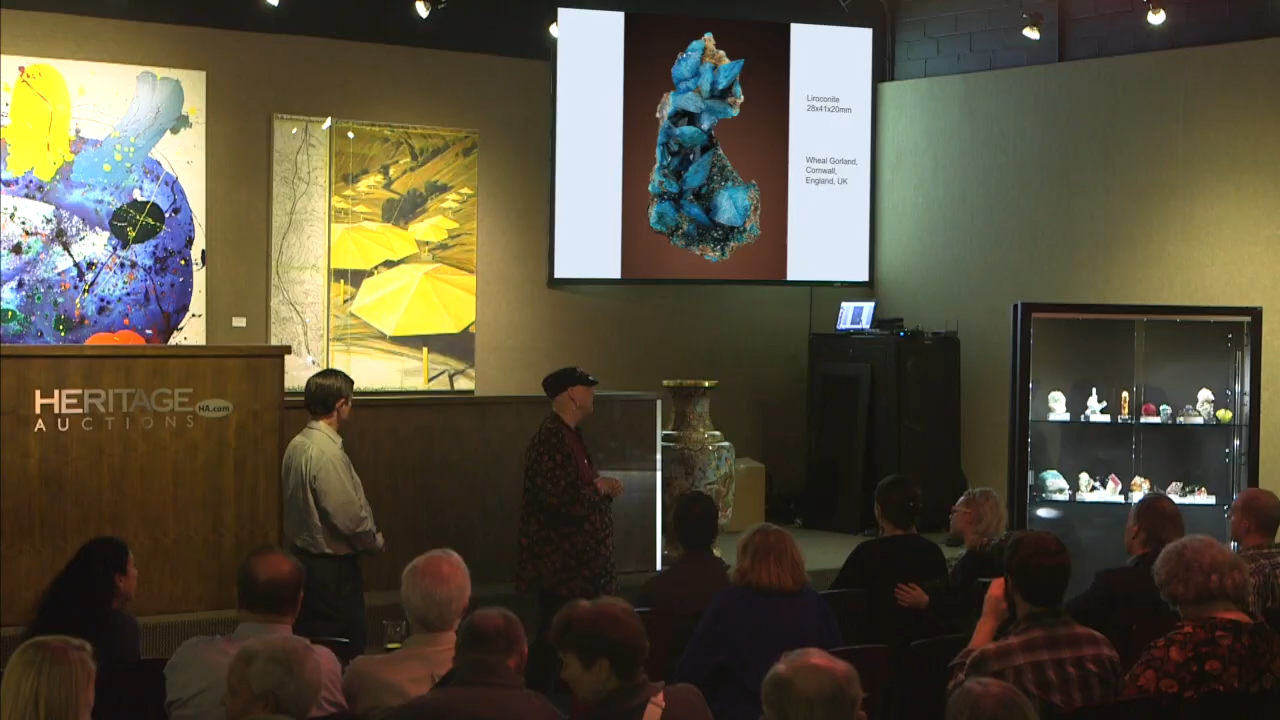 Liroconite
28x41x20mm
Wheal Gorland,
Cornwall,
England, UK
HERITAGE
HA.com
AUCTIONS